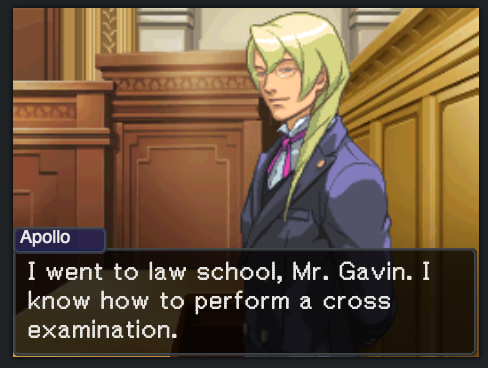 Apollo
I went to law school, Mr. Gavin. I
know how to perform a cross
examination.